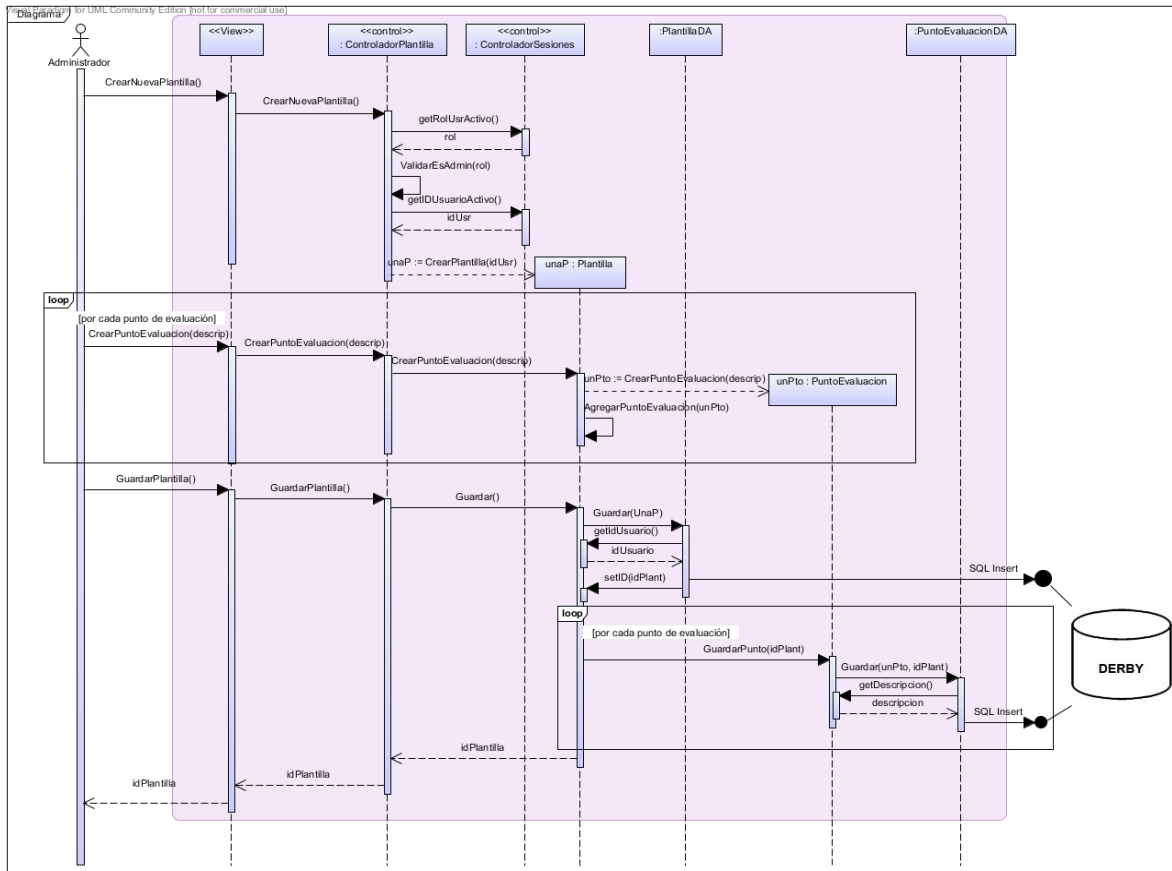 Visual Paradigm for UML Community Edition [not for commercial use]
Diagrama
Administrador
<<View>>
<<control>>
: ControladorPlantilla
<<control>>
: ControladorSesiones
:PlantillaDA
:PuntoEvaluacionDA
CrearNuevaPlantilla()
CrearNuevaPlantilla()
getRolUsrActivo()
rol
ValidarEsAdmin(rol)
getIDUsuarioActivo()
idUsr
unaP := CrearPlantilla(idUsr)
unaP : Plantilla
loop
[por cada punto de evaluación]
CrearPuntoEvaluacion(descrip)
CrearPuntoEvaluacion(descrip)
CrearPuntoEvaluacion(descrip)
unPto := CrearPuntoEvaluacion(descrip)
unPto : PuntoEvaluacion
AgregarPuntoEvaluacion(unPto)
GuardarPlantilla()
GuardarPlantilla()
Guardar()
Guardar(UnaP)
getIdUsuario()
idUsuario
setID(idPlant)
SQL Insert
loop
[por cada punto de evaluación]
GuardarPunto(idPlant)
Guardar(unPto, idPlant)
getDescripcion()
descripcion
SQL Insert
DERBY
idPlantilla
idPlantilla
idPlantilla